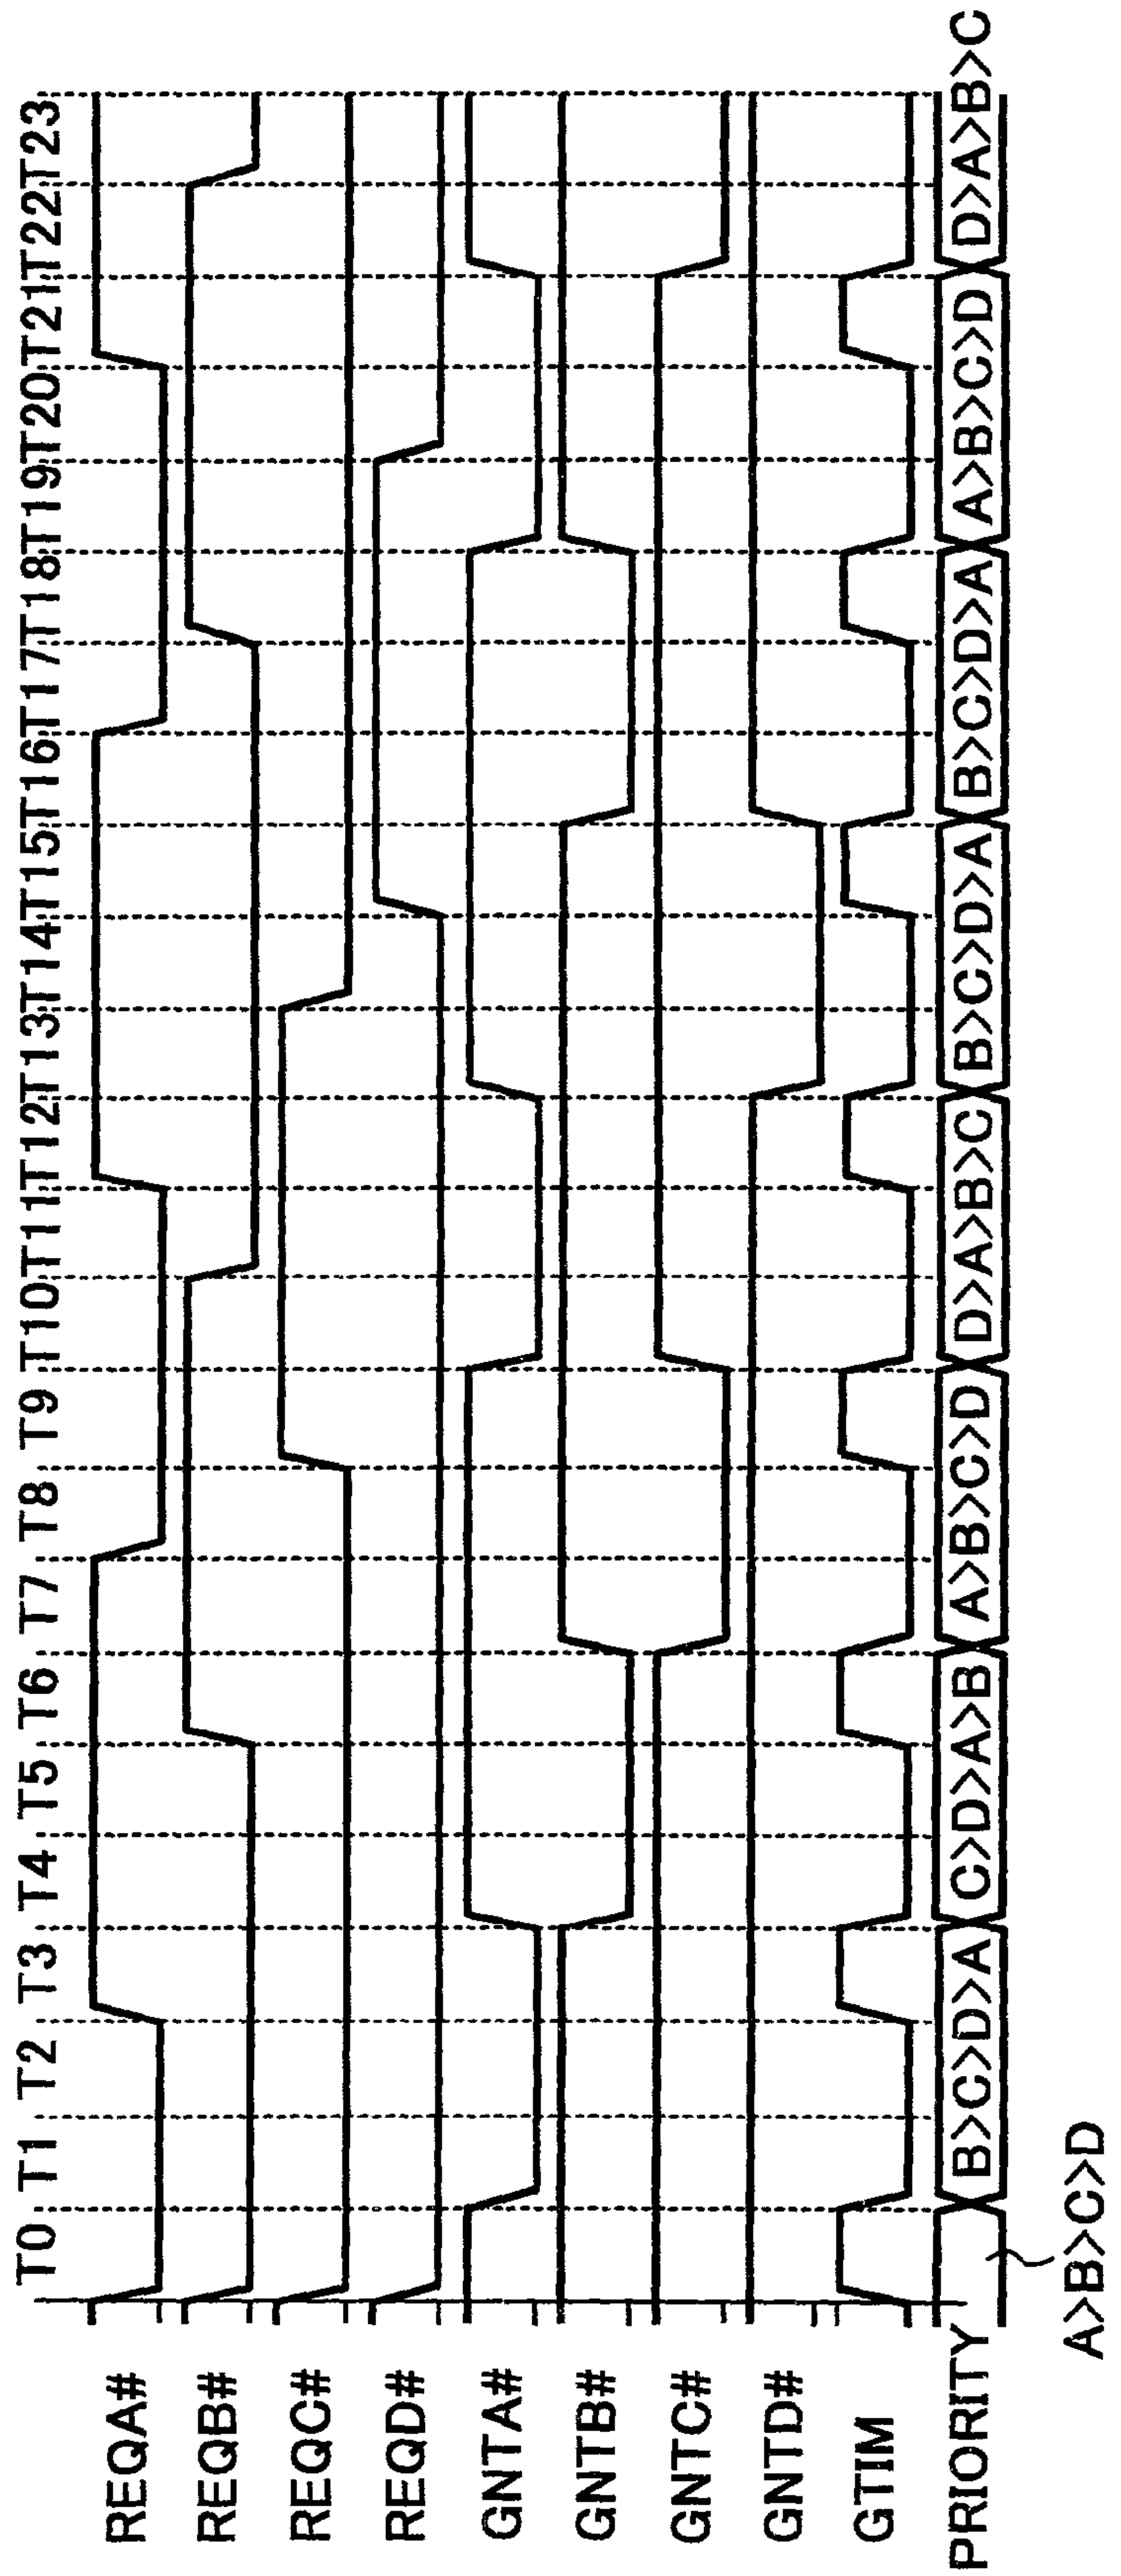 T0 T1 T2 T3 T4 T5 T6 T7 T8 T9 T10 T11 T12 T13 T14 T15 T16 T17 T18 T19 T20 T21 T22 T23
REQA#
REQB#
REQC#
REQD#
GNTA#
GNTB#
GNTC#
GNTD#
GTIM
PRIORITY B>C>D>A C>D>A>B A>B>C>D D>A>B>C B>C>D>A B>C>D>A A>B>C>D D>A>B>C
A>B>C>D